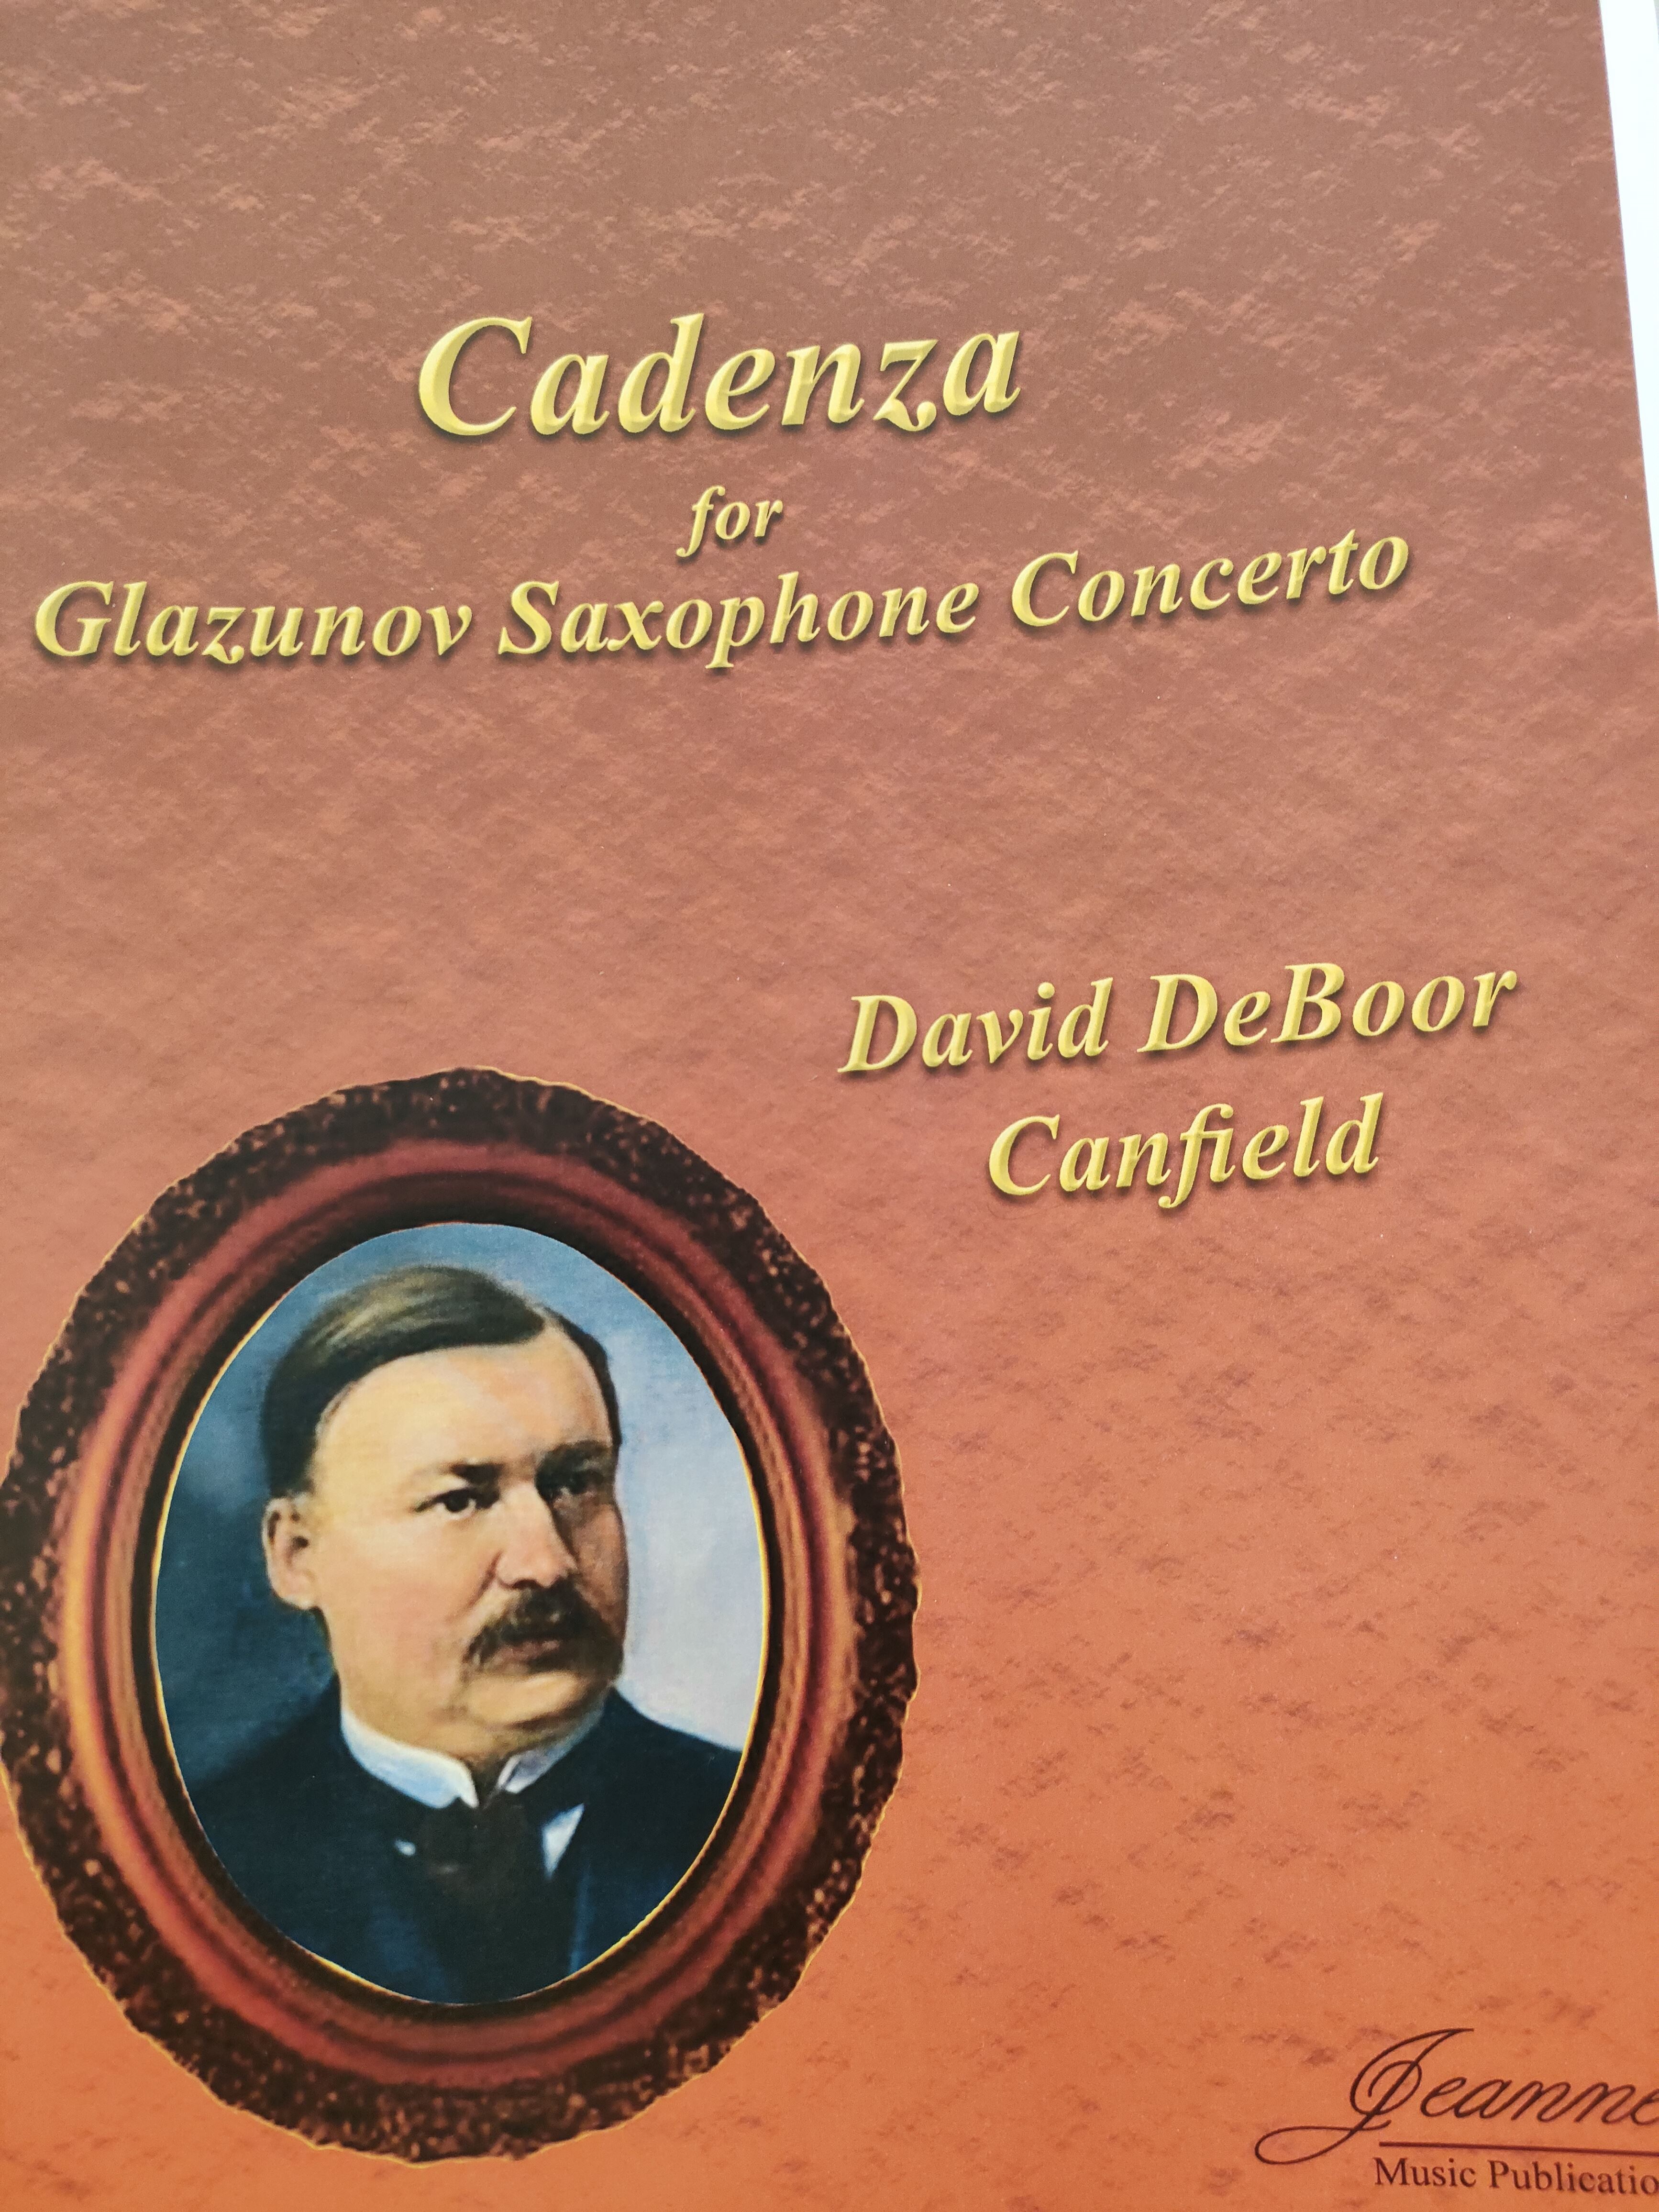 Cadenza
for
Glazunov Saxophone Concerto
David DeBoor
Canfield
Jeanne
Music Publicatio